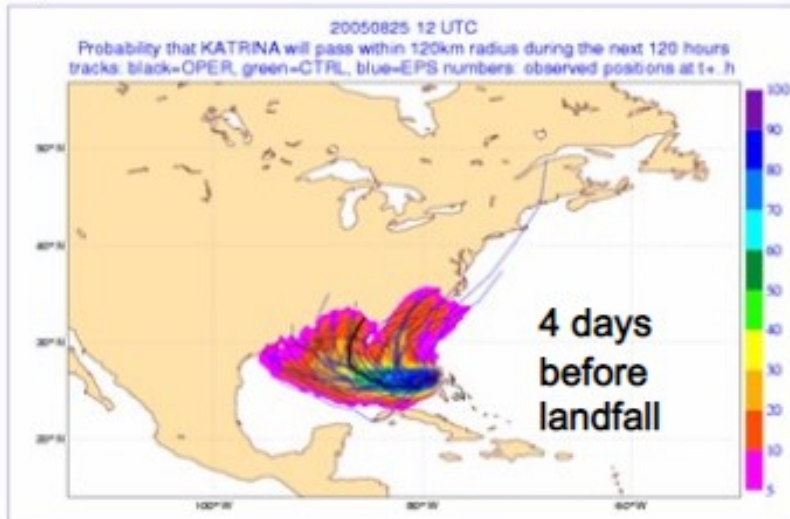 20050825 12 UTC
Probability that KATRINA will pass within 120km radius during the next 120 hours
tracks: black=OPER, green=CTRL, blue=EPS numbers: observed positions at t+..h
100
90
80
70
60
50
40
30
20
10
5
50°N
40°N
30°N
20°N
100°W
80°W
60°W
4 days
before
landfall